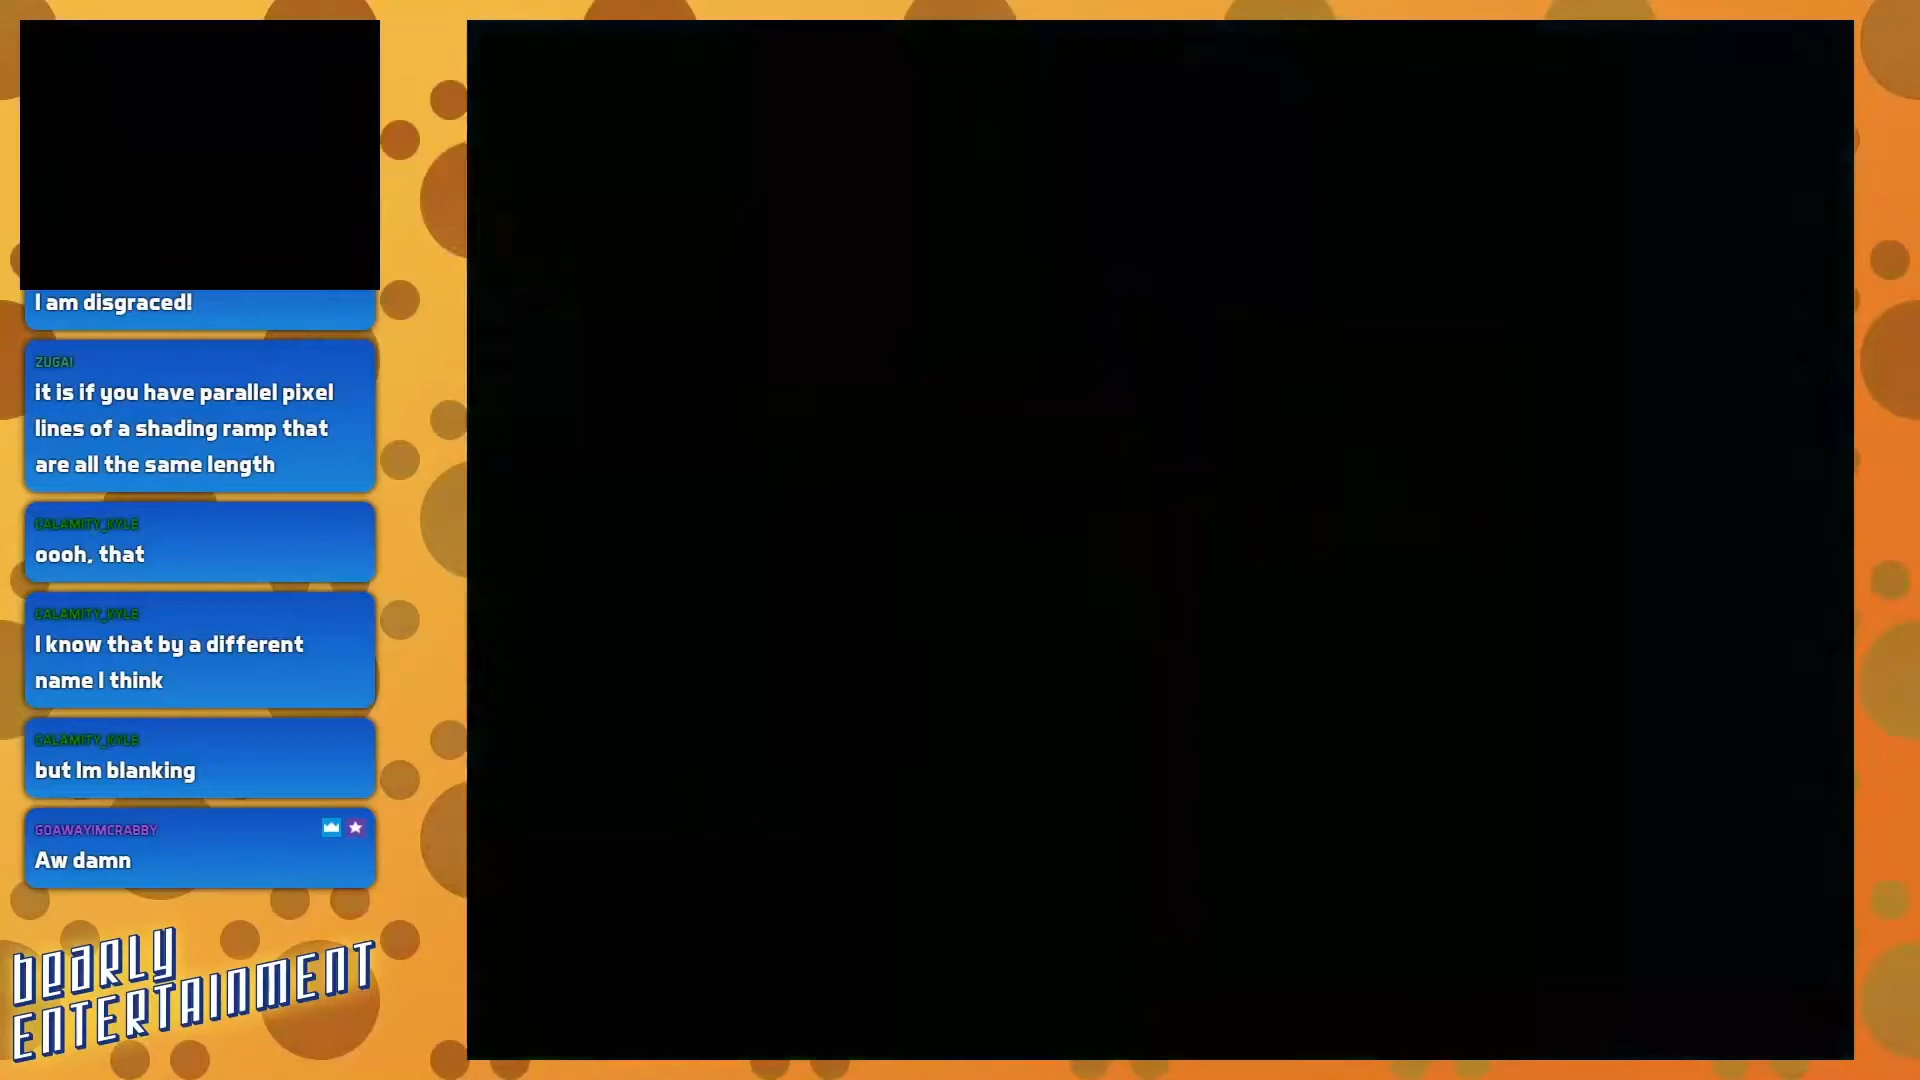 I am disgraced!
ZUGAI
it is if you have parallel pixel
lines of a shading ramp that
are all the same length
CALAMITY_KYLE
oooh, that
CALAMITY_KYLE
I know that by a different
name I think
CALAMITY_KYLE
but Im blanking
GOAWAYIMCRABBY
Aw damn
bearly
ENTERTAINMENT